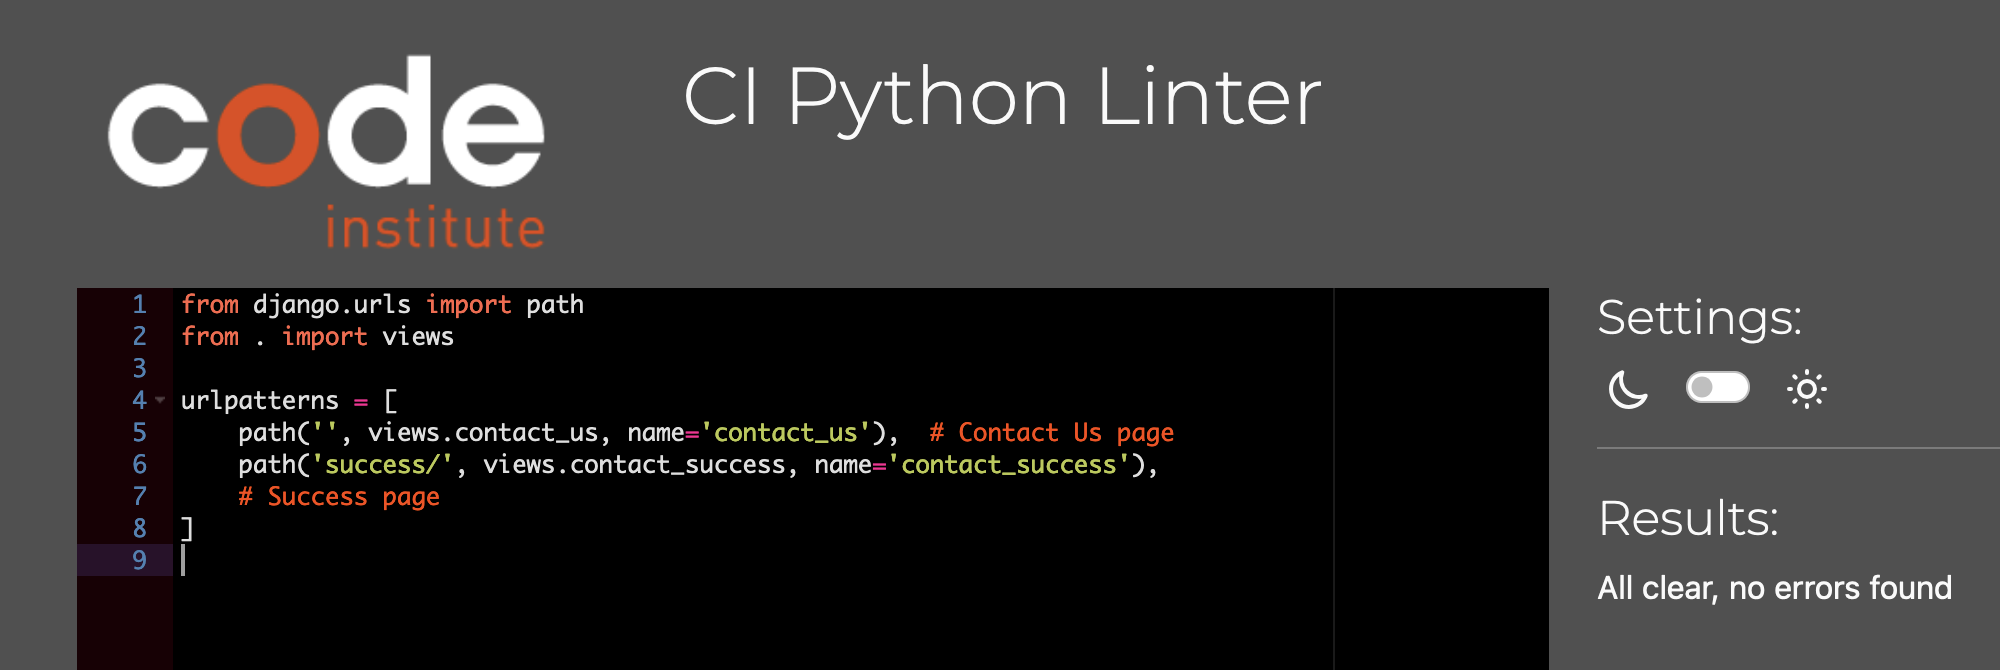 code
institute
CI Python Linter
1 from django.urls import path
2 from . import views
3
4 urlpatterns = [
5     path('', views.contact_us, name='contact_us'),  # Contact Us page
6     path('success/', views.contact_success, name='contact_success'),
7     # Success page
8 ]
9
Settings:
Results:
All clear, no errors found